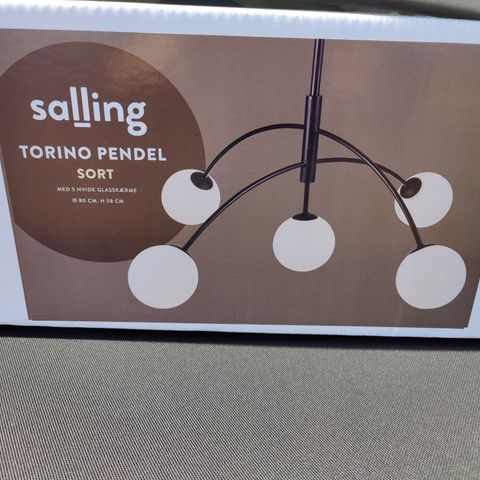 salling
TORINO PENDEL
SORT
MED 5 HVIDE GLASSKÆRME
Ø 80 CM. H 58 CM